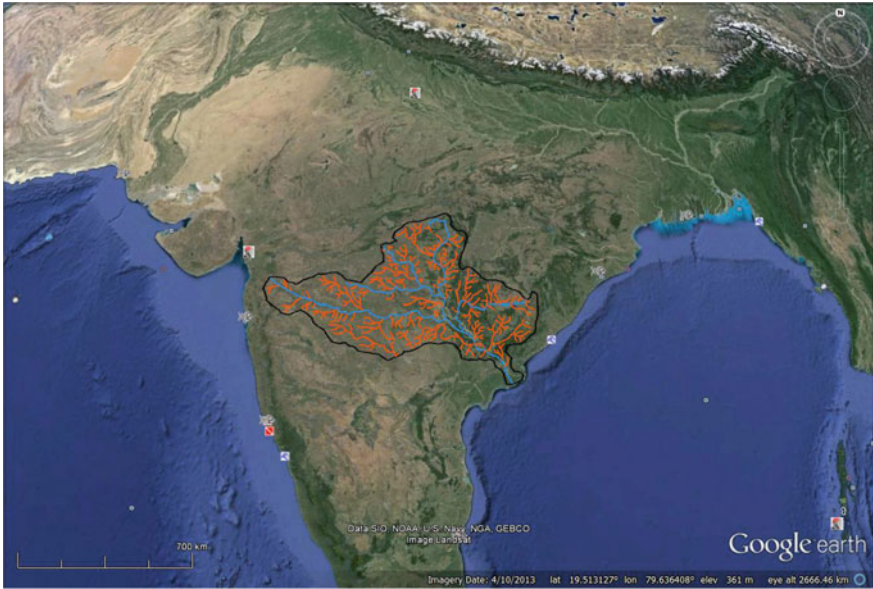 N
Data SIO, NOAA, U.S. Navy, NGA, GEBCO
Image Landsat
700 km
Google earth
Imagery Date: 4/10/2013 lat 19.513127° lon 79.636408° elev 361 m eye alt 2666.46 km